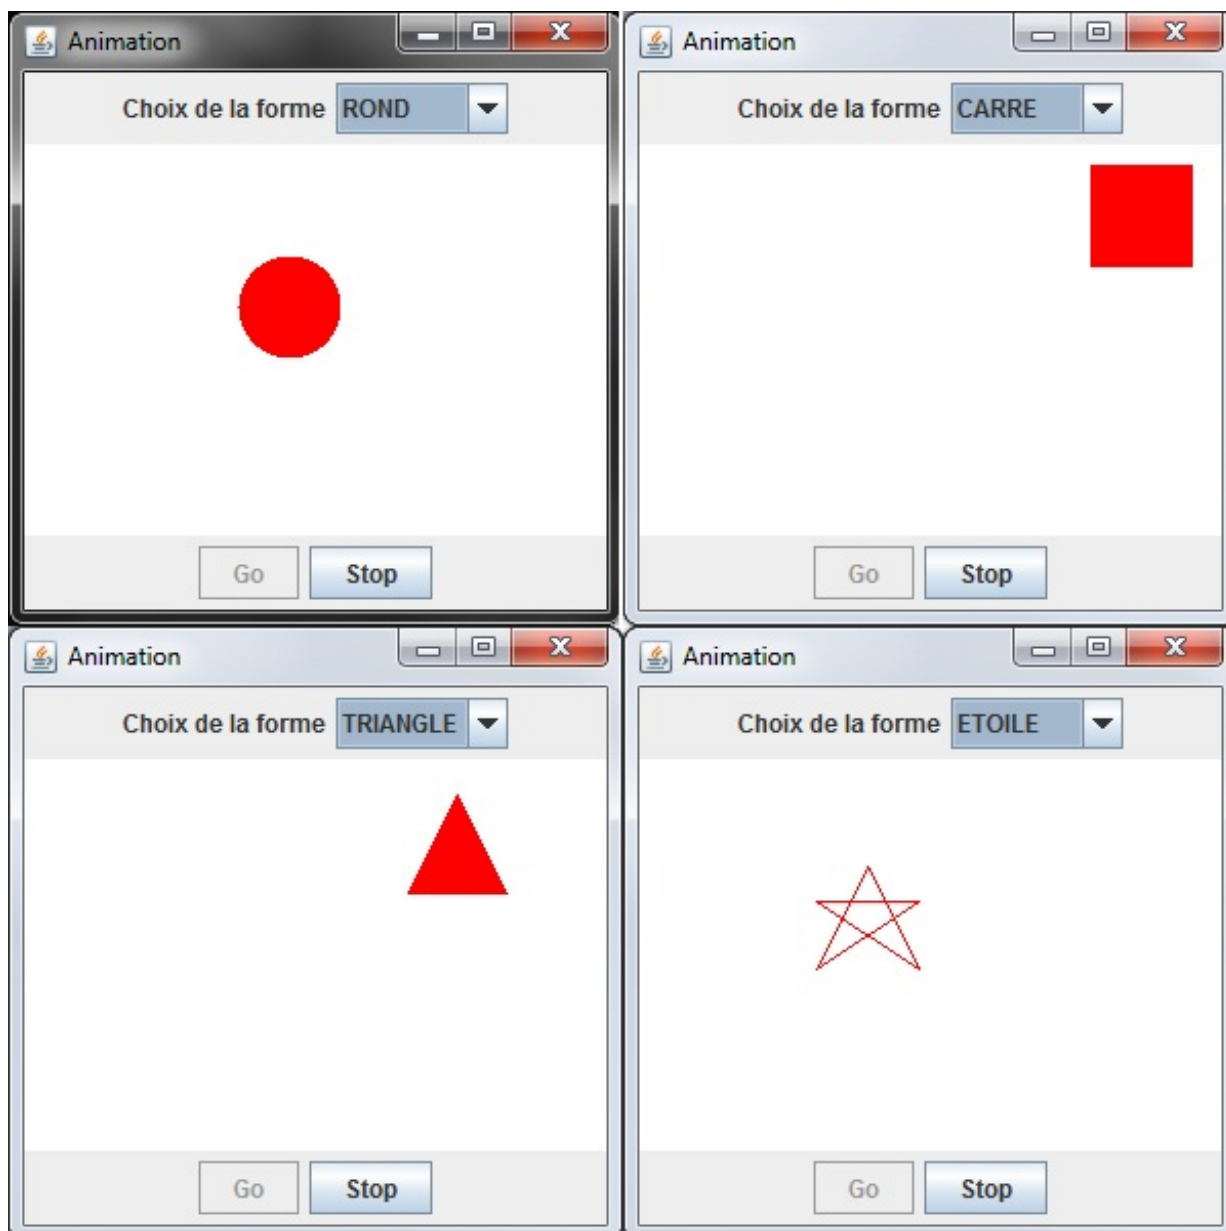 Animation
Choix de la forme ROND
Go Stop
Animation
Choix de la forme CARRE
Go Stop
Animation
Choix de la forme TRIANGLE
Go Stop
Animation
Choix de la forme ETOILE
Go Stop